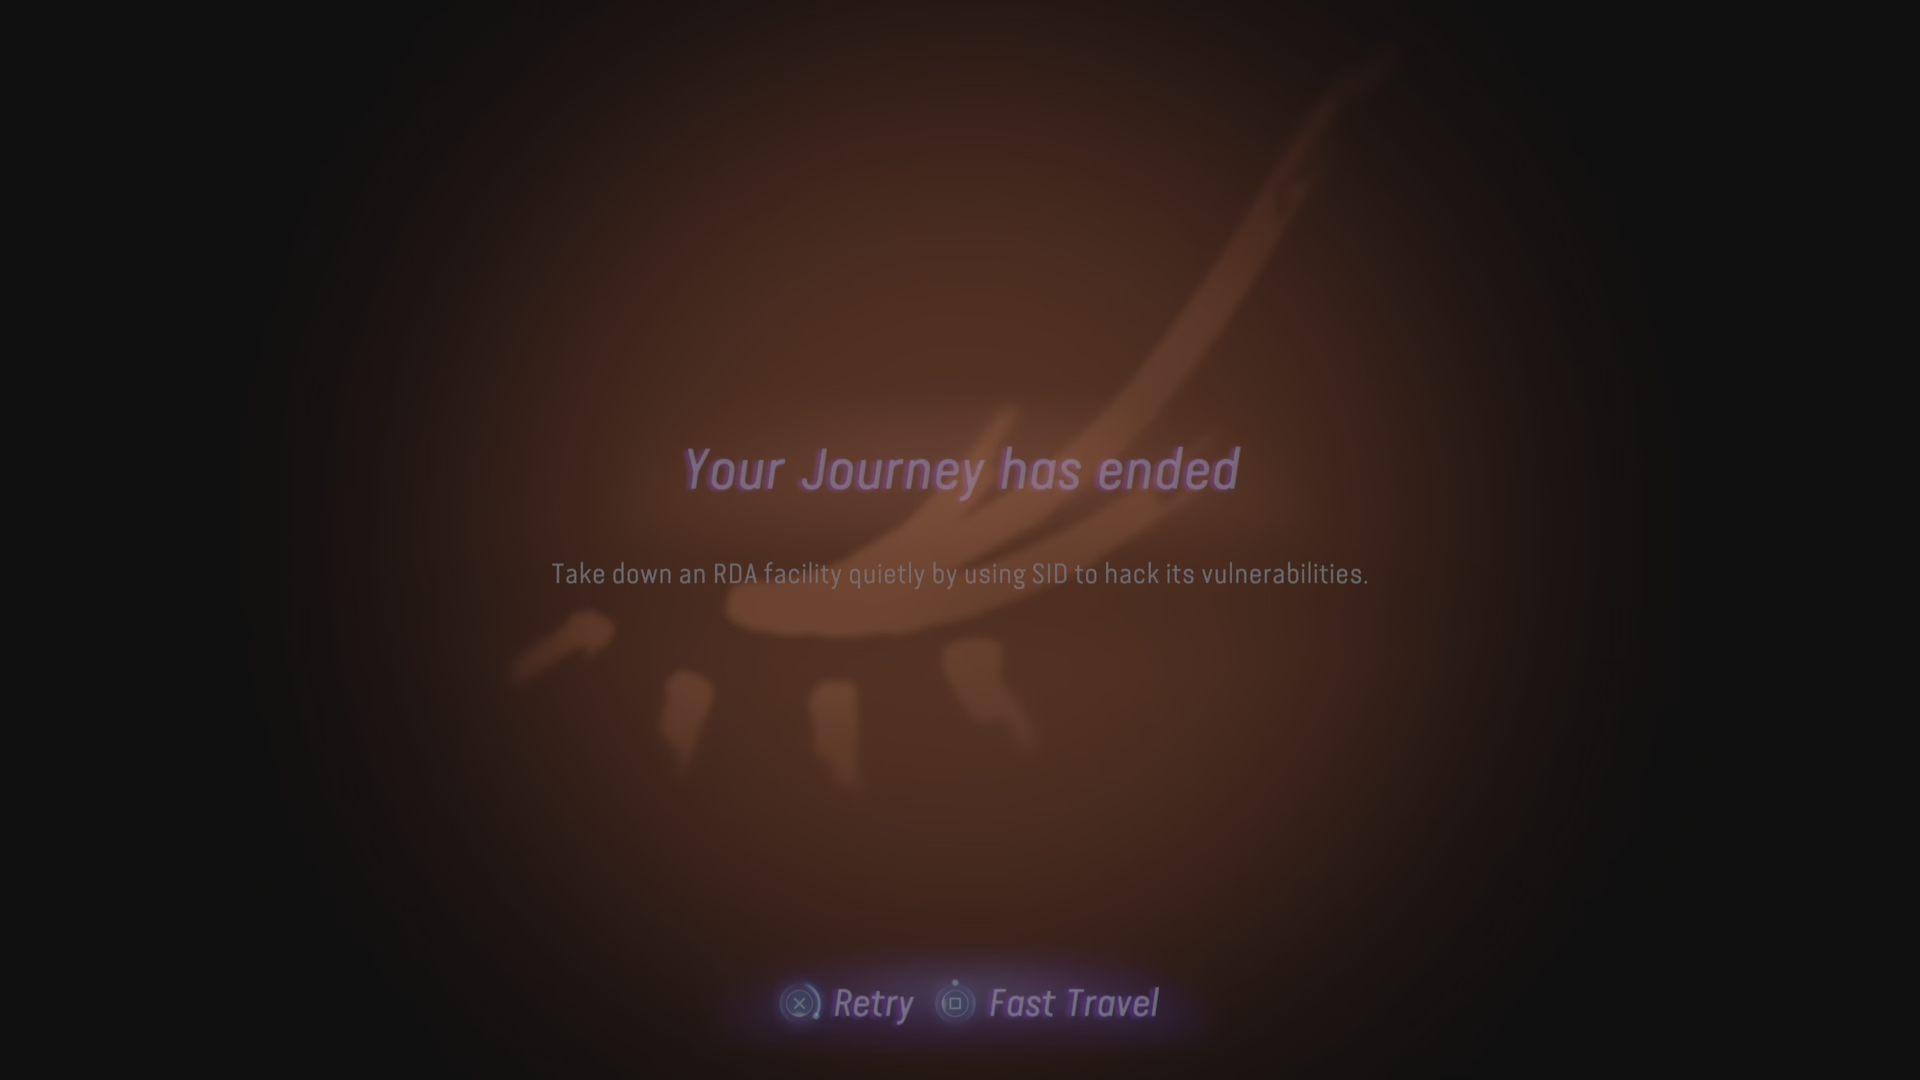 Your Journey has ended
Take down an RDA facility quietly by using SID to hack its vulnerabilities.
Retry Fast Travel